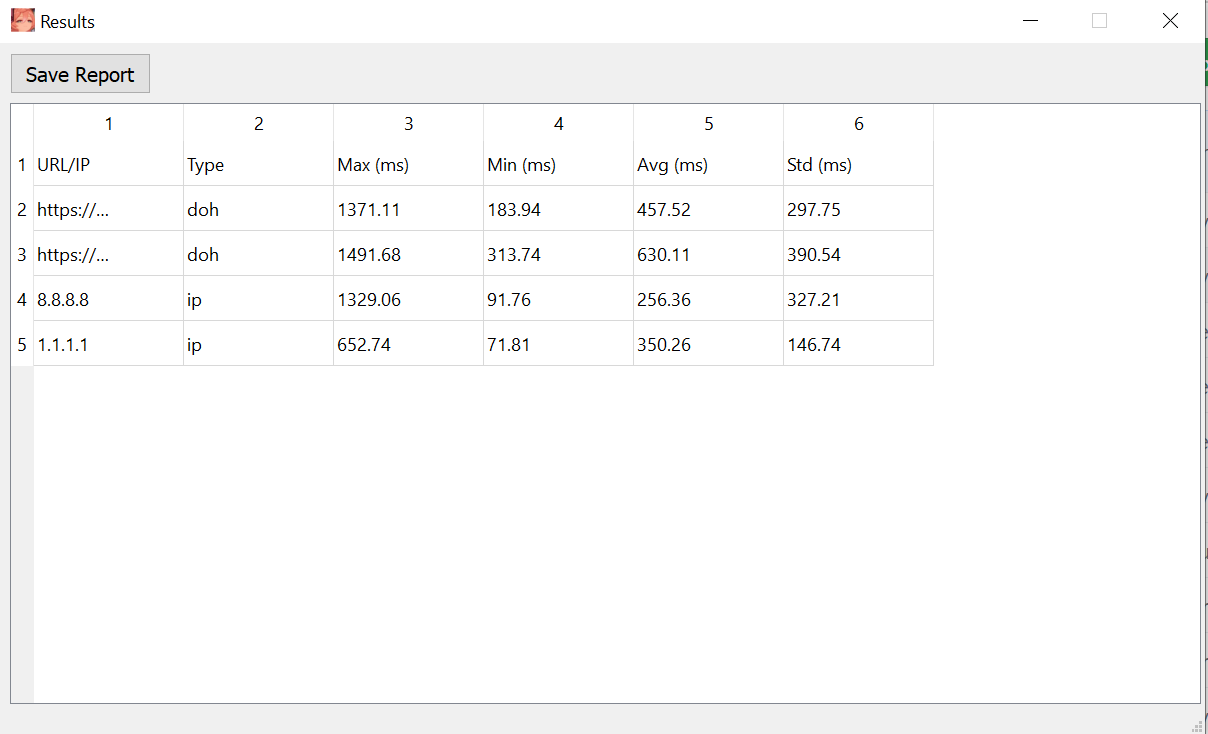 Results
Save Report
1 2 3 4 5 6
1 URL/IP Type Max (ms) Min (ms) Avg (ms) Std (ms)
2 https://... doh 1371.11 183.94 457.52 297.75
3 https://... doh 1491.68 313.74 630.11 390.54
4 8.8.8.8 ip 1329.06 91.76 256.36 327.21
5 1.1.1.1 ip 652.74 71.81 350.26 146.74